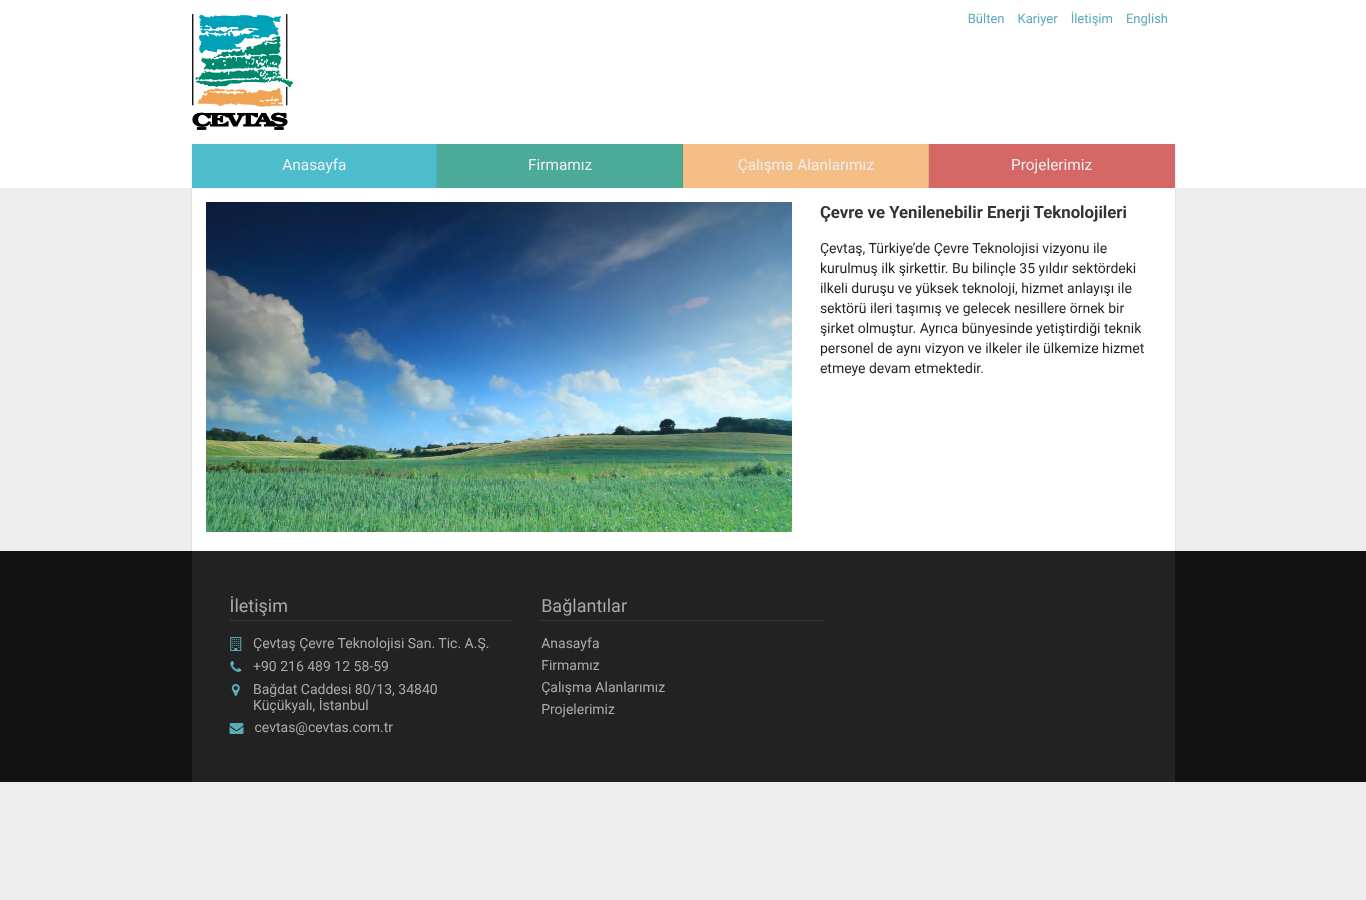 ÇEVTAŞ
Bülten Kariyer İletişim English
Anasayfa Firmamız Çalışma Alanlarımız Projelerimiz
Çevre ve Yenilenebilir Enerji Teknolojileri
Çevtaş, Türkiye’de Çevre Teknolojisi vizyonu ile
kurulmuş ilk şirkettir. Bu bilinçle 35 yıldır sektördeki
ilkeli duruşu ve yüksek teknoloji, hizmet anlayışı ile
sektörü ileri taşımış ve gelecek nesillere örnek bir
şirket olmuştur. Ayrıca bünyesinde yetiştirdiği teknik
personel de aynı vizyon ve ilkeler ile ülkemize hizmet
etmeye devam etmektedir.
İletişim
Çevtaş Çevre Teknolojisi San. Tic. A.Ş.
+90 216 489 12 58-59
Bağdat Caddesi 80/13, 34840
Küçükyalı, İstanbul
cevtas@cevtas.com.tr
Bağlantılar
Anasayfa
Firmamız
Çalışma Alanlarımız
Projelerimiz